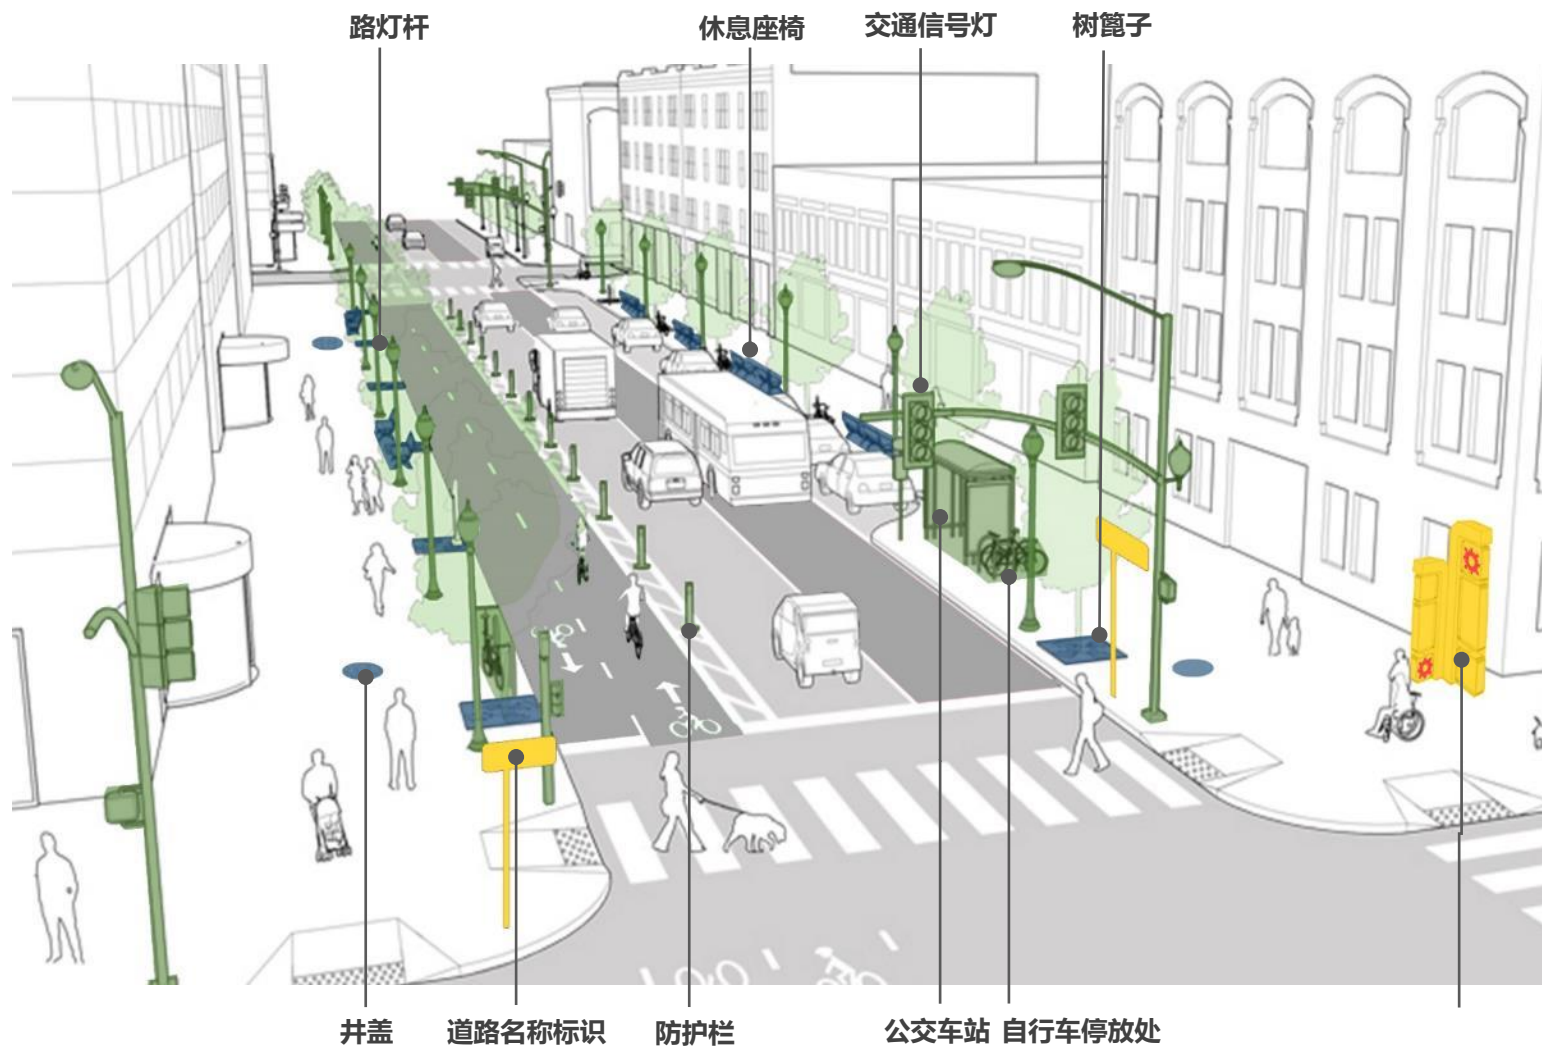 路灯杆
休息座椅
交通信号灯
树篦子
井盖
道路名称标识
防护栏
公交车站
自行车停放处